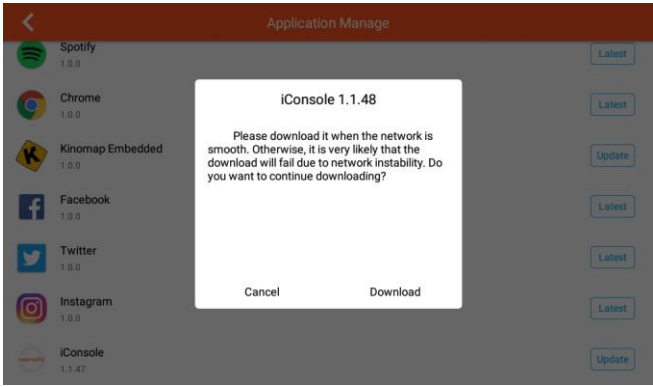 Application Manage
Spotify
1.0.0
Latest
iConsole 1.1.48
Please download it when the network is
smooth. Otherwise, it is very likely that the
download will fail due to network instability. Do
you want to continue downloading?
Cancel
Download
Chrome
1.0.0
Latest
Kinomap Embedded
1.0.0
Update
Facebook
1.0.0
Latest
Twitter
1.0.0
Latest
Instagram
1.0.0
Latest
iConsole
1.1.47
Update